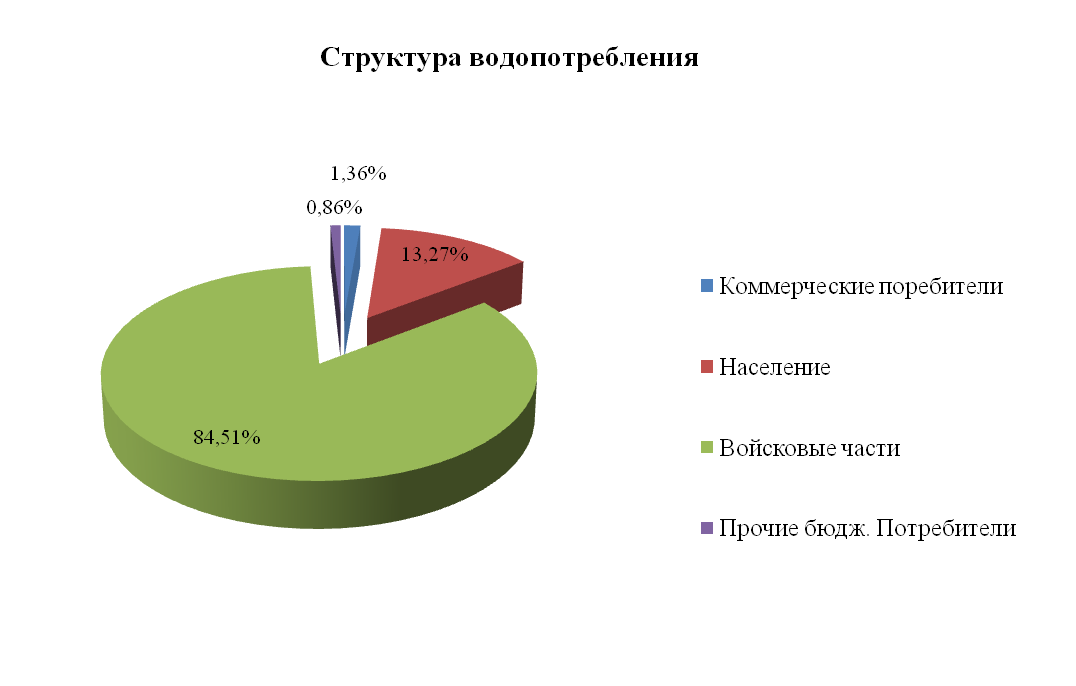 Структура водопотребления
1,36%
0,86%
13,27%
84,51%
Коммерческие поребители
Население
Войсковые части
Прочие бюдж. Потребители